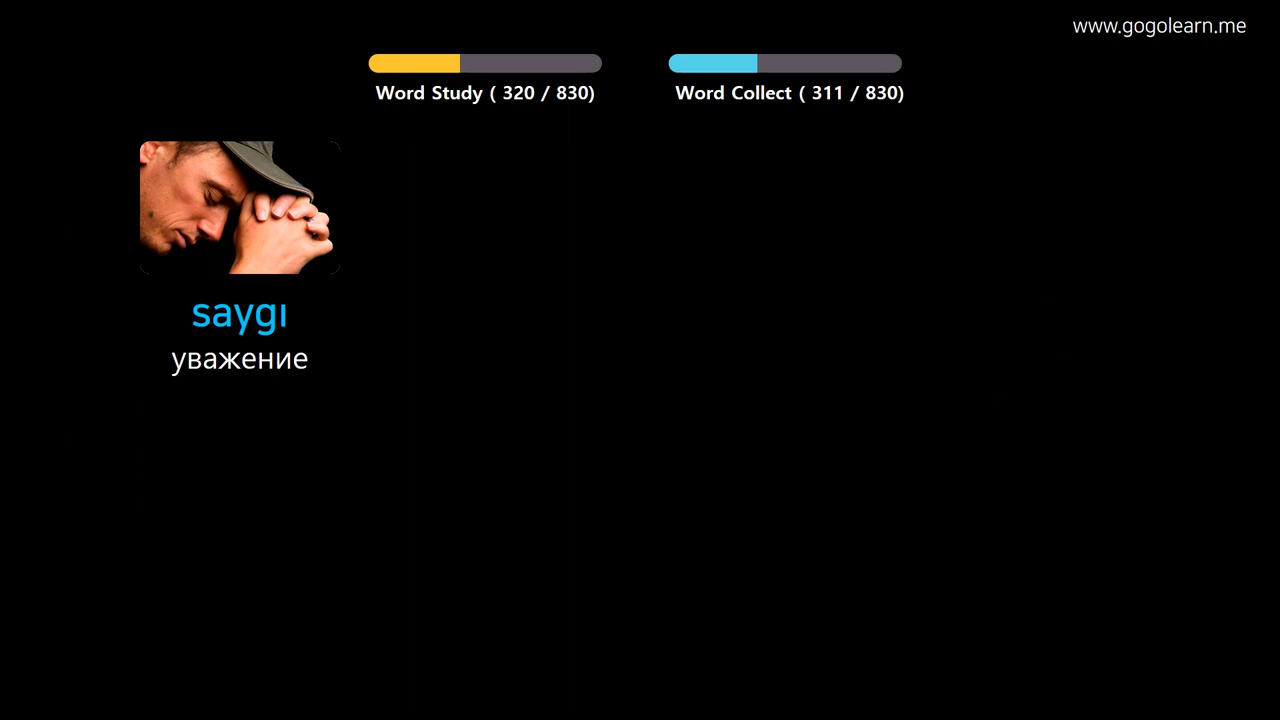 www.gogolearn.me
Word Study ( 320 / 830)
Word Collect ( 311 / 830)
saygı
уважение